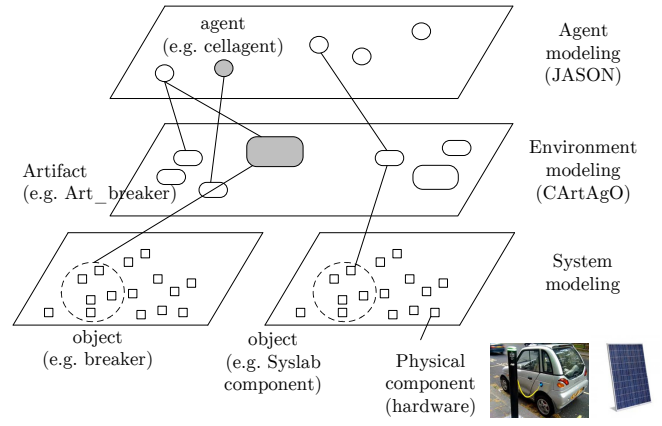 agent
(e.g. cellagent)
Agent
modeling
(JASON)
Artifact
(e.g. Art_breaker)
Environment
modeling
(CArtAgO)
System
modeling
object
(e.g. breaker)
object
(e.g. Syslab
component)
Physical
component
(hardware)